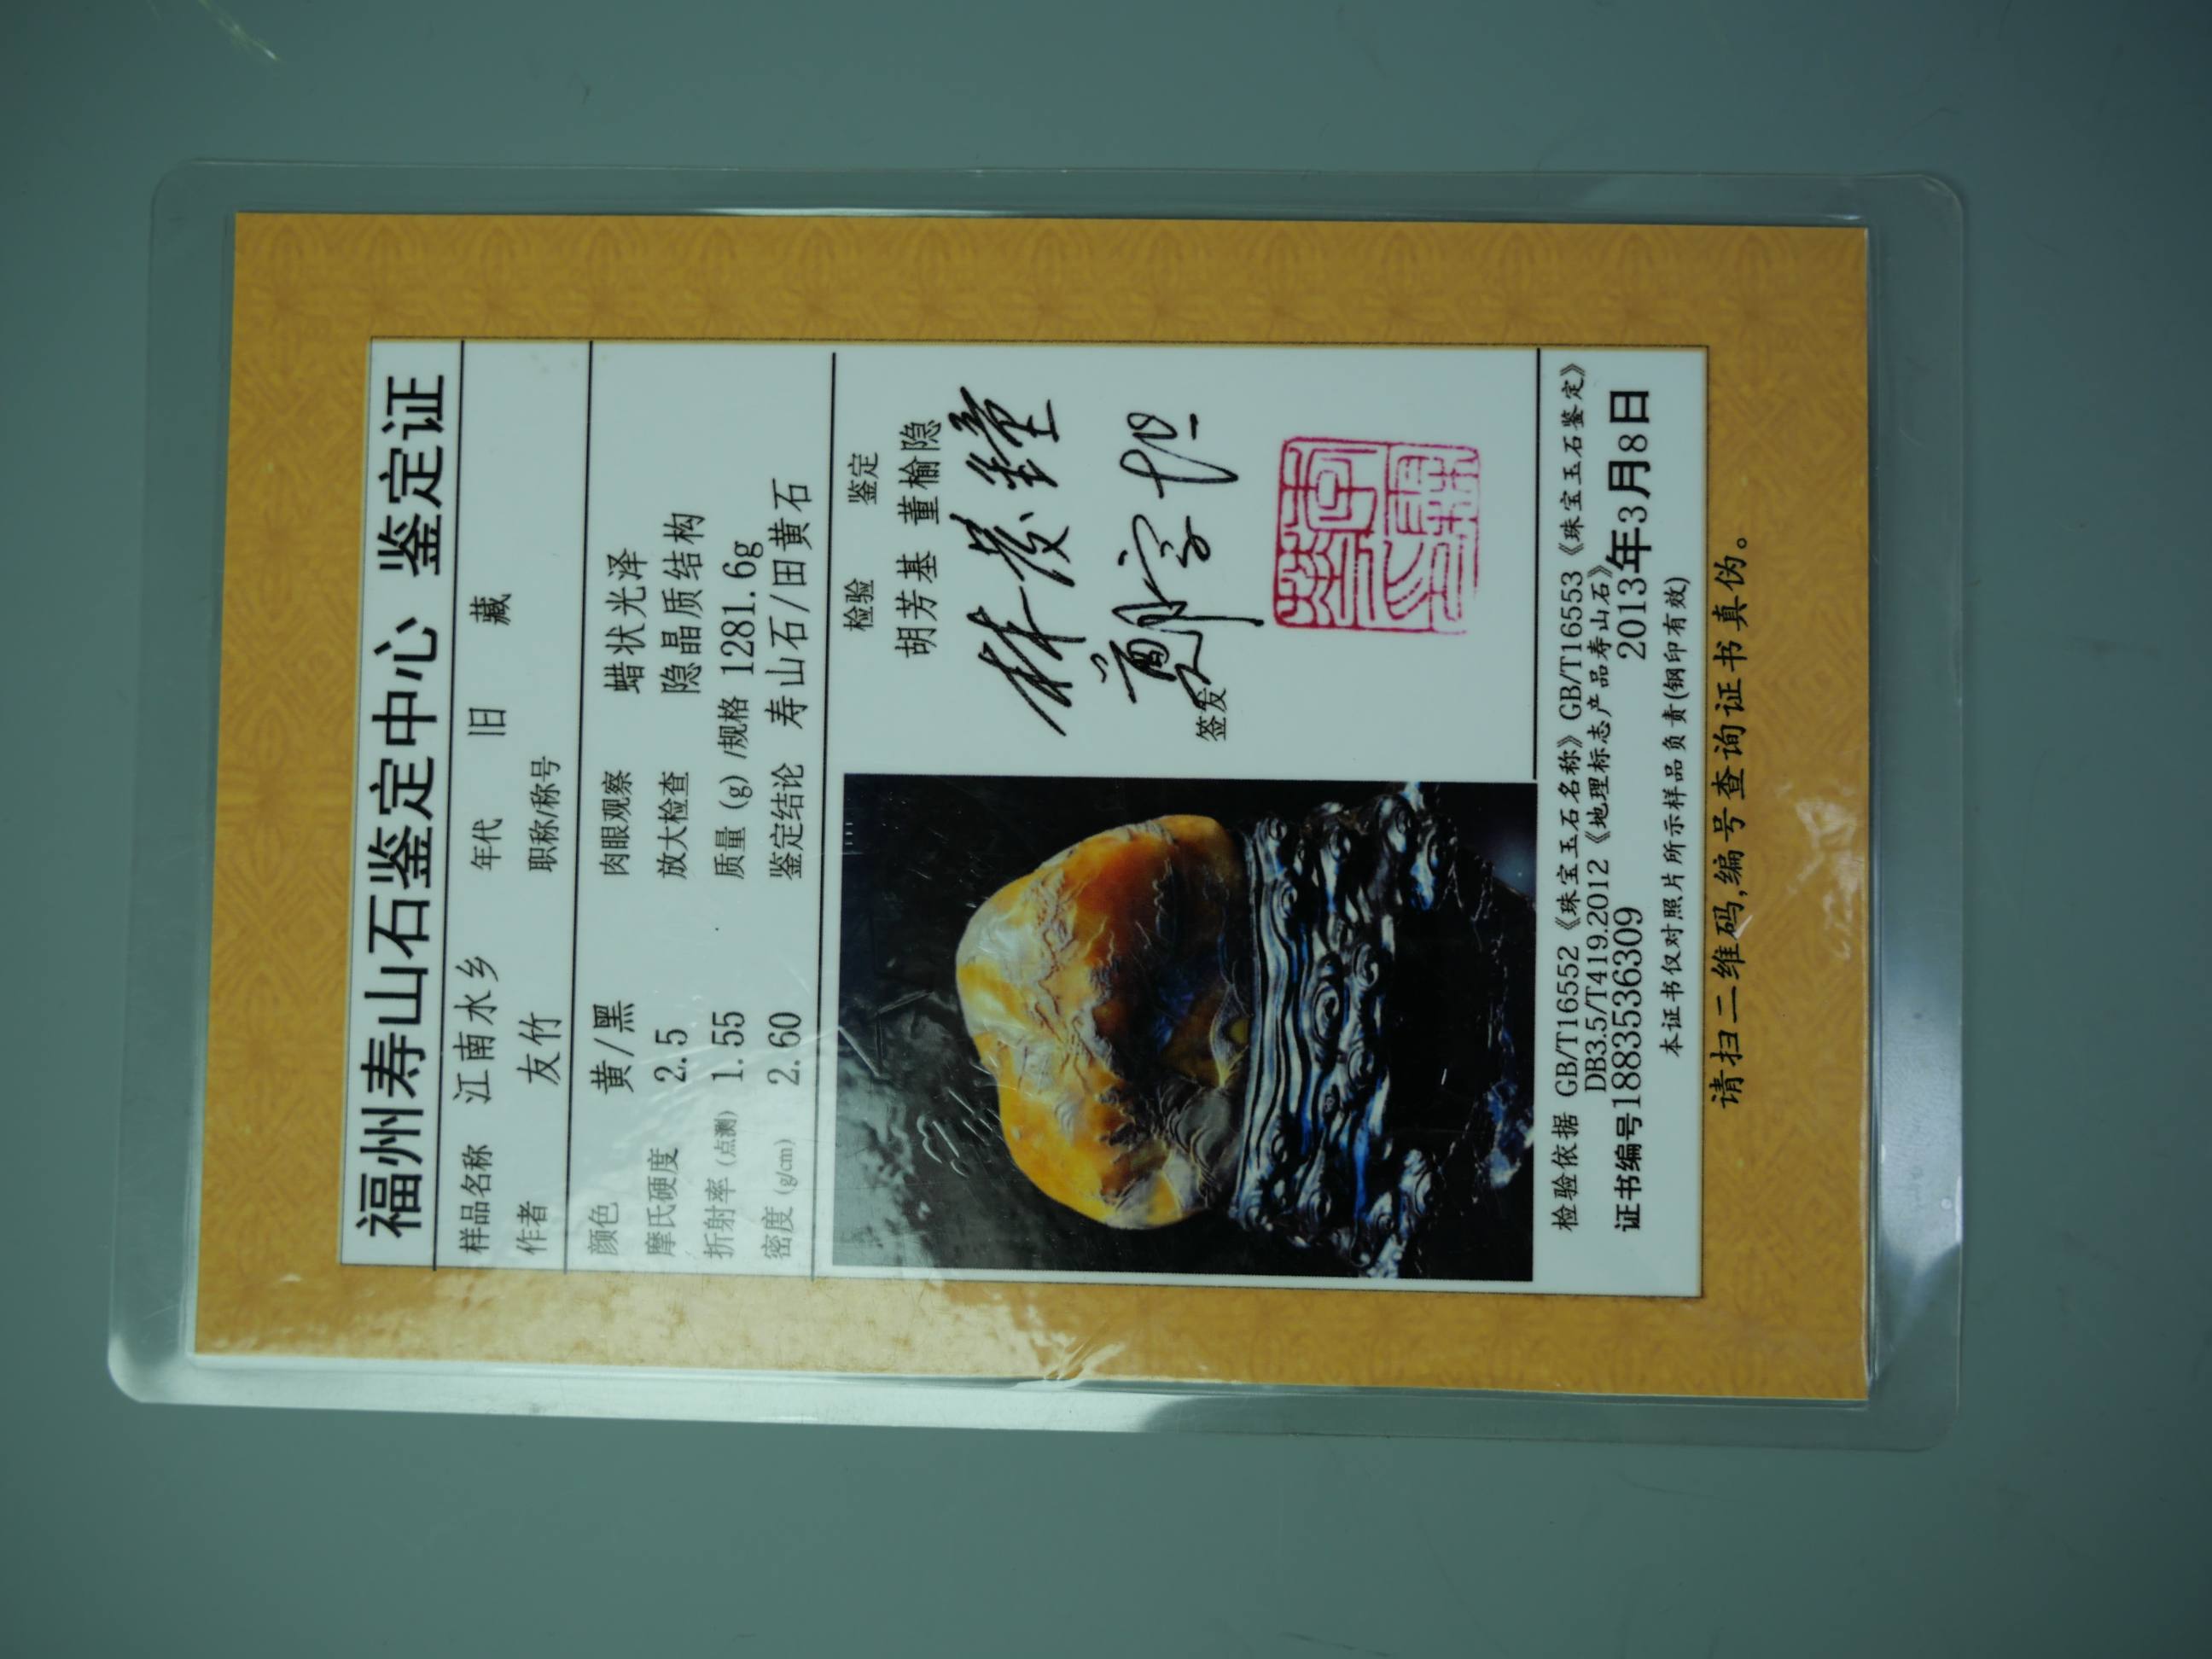 福州寿山石鉴定中心 鉴定证
样品名称 江南水乡 年代 旧 藏
作者 友竹 职称/称号
颜色 黄/黑 肉眼观察 蜡状光泽
摩氏硬度 2.5 放大检查 隐晶质结构
折射率(点测) 1.55 质量(g)/规格 1281.6g
密度(g/cm) 2.60 鉴定结论 寿山石/田黄石
检验 鉴定
胡芳基 董榆隐
签发
检验依据 GB/T16552《珠宝玉石名称》GB/T16553《珠宝玉石鉴定》
DB3.5/T419.2012《地理标志产品寿山石》
证书编号1883536309 2013年3月8日
本证书仅对照片所示样品负责(钢印有效)
请扫二维码,编号查询证书真伪。